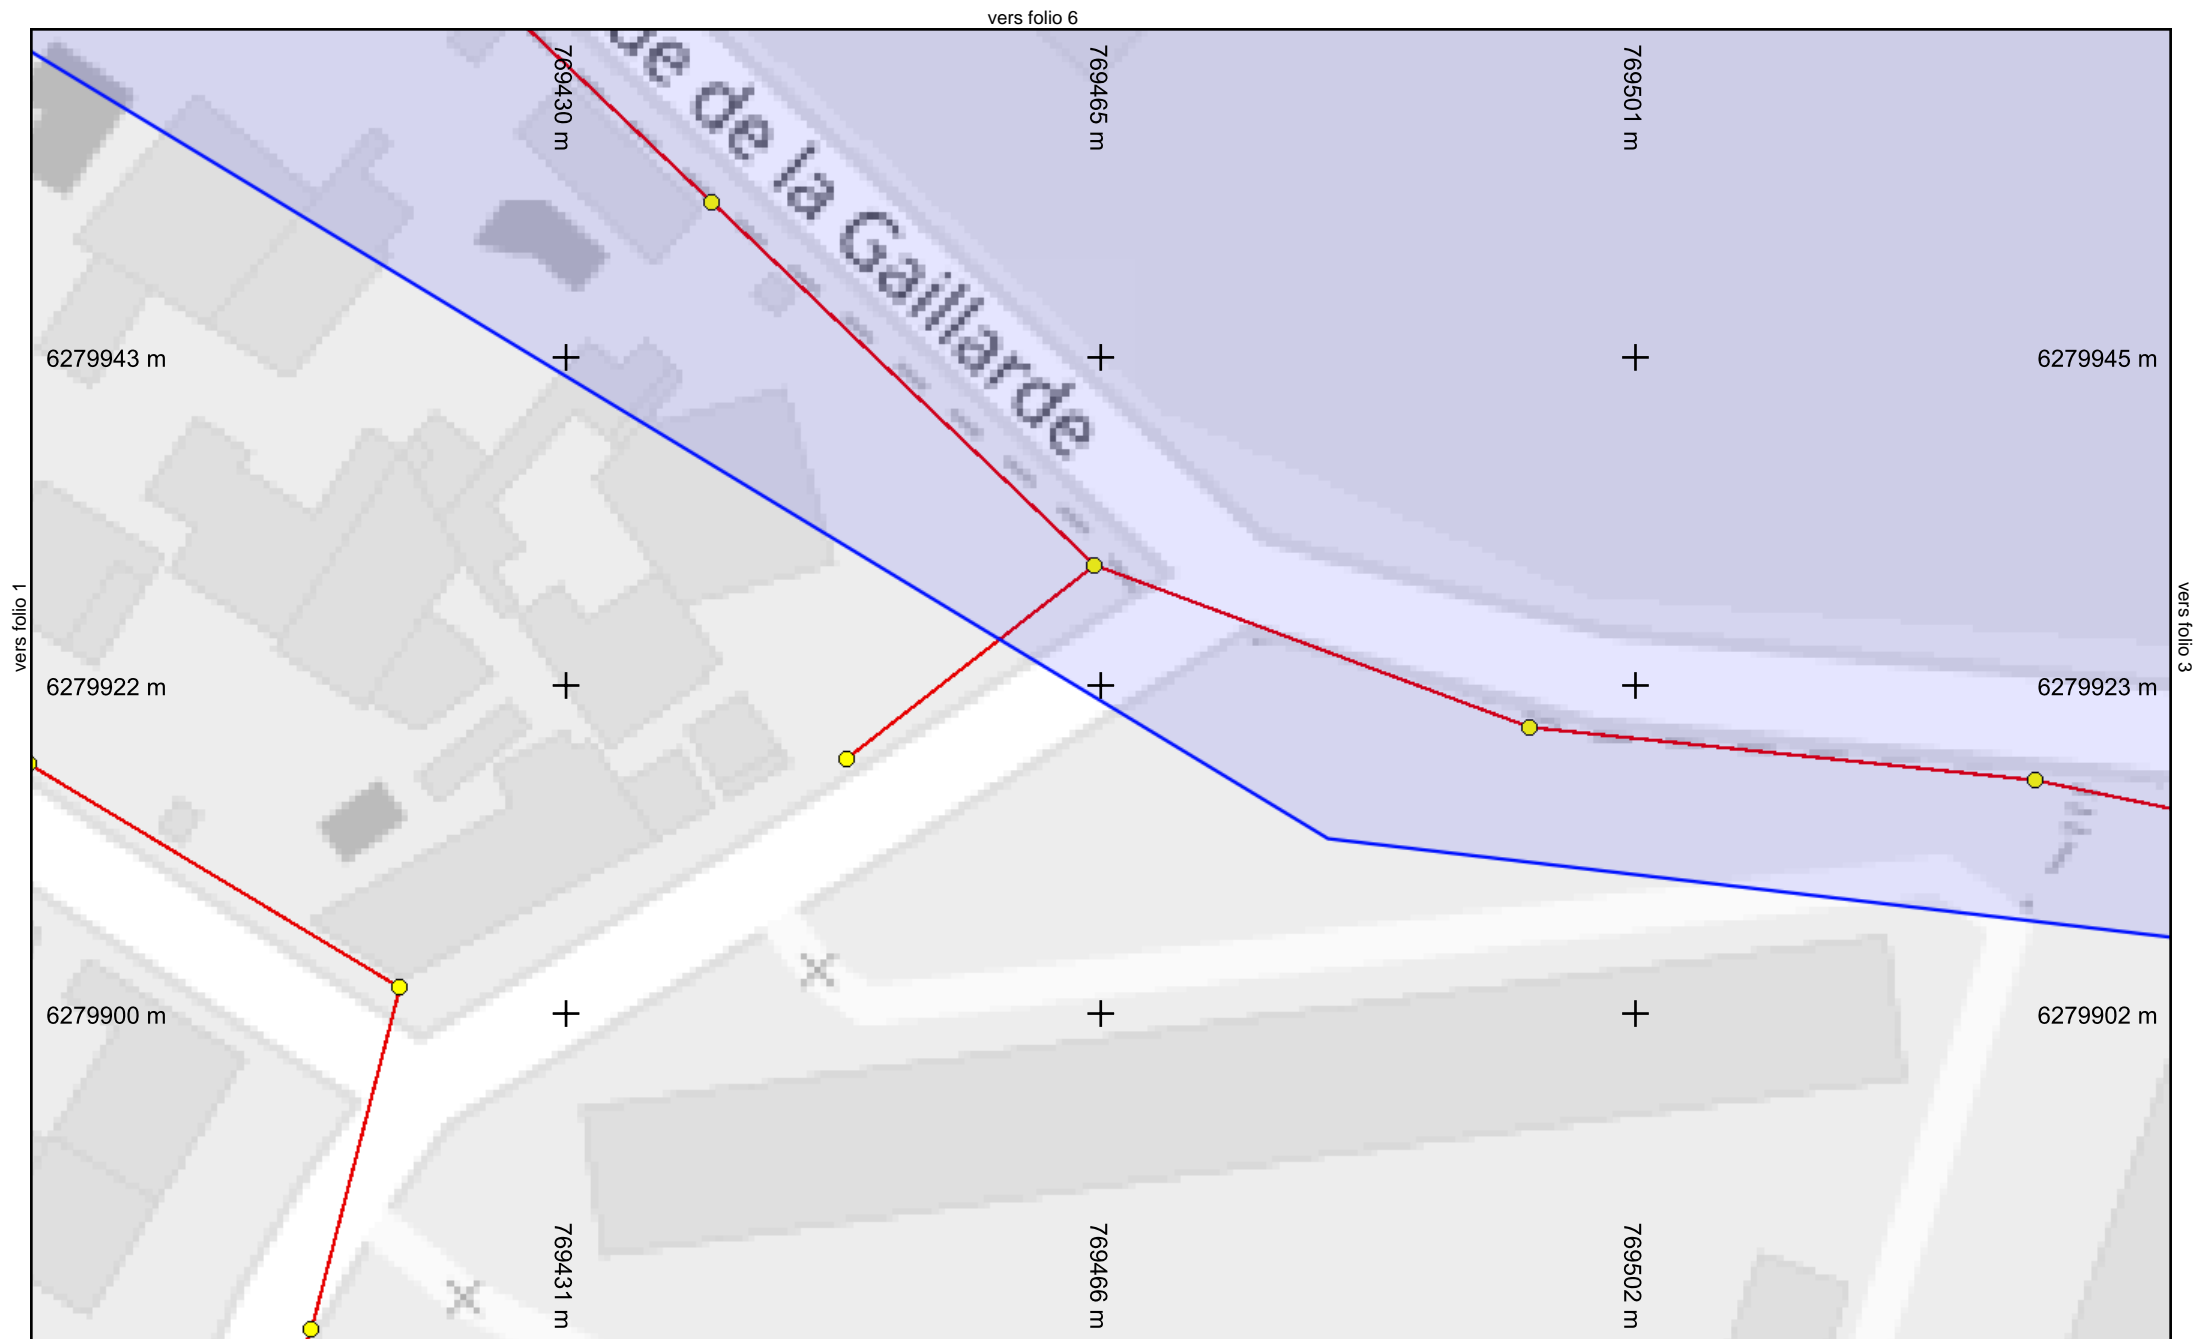 vers folio 6
769430 m
769465 m
769501 m
de de la Gaillarde
6279943 m
6279945 m
vers folio 1
vers folio 3
6279922 m
6279923 m
6279900 m
6279902 m
769431 m
769466 m
769502 m